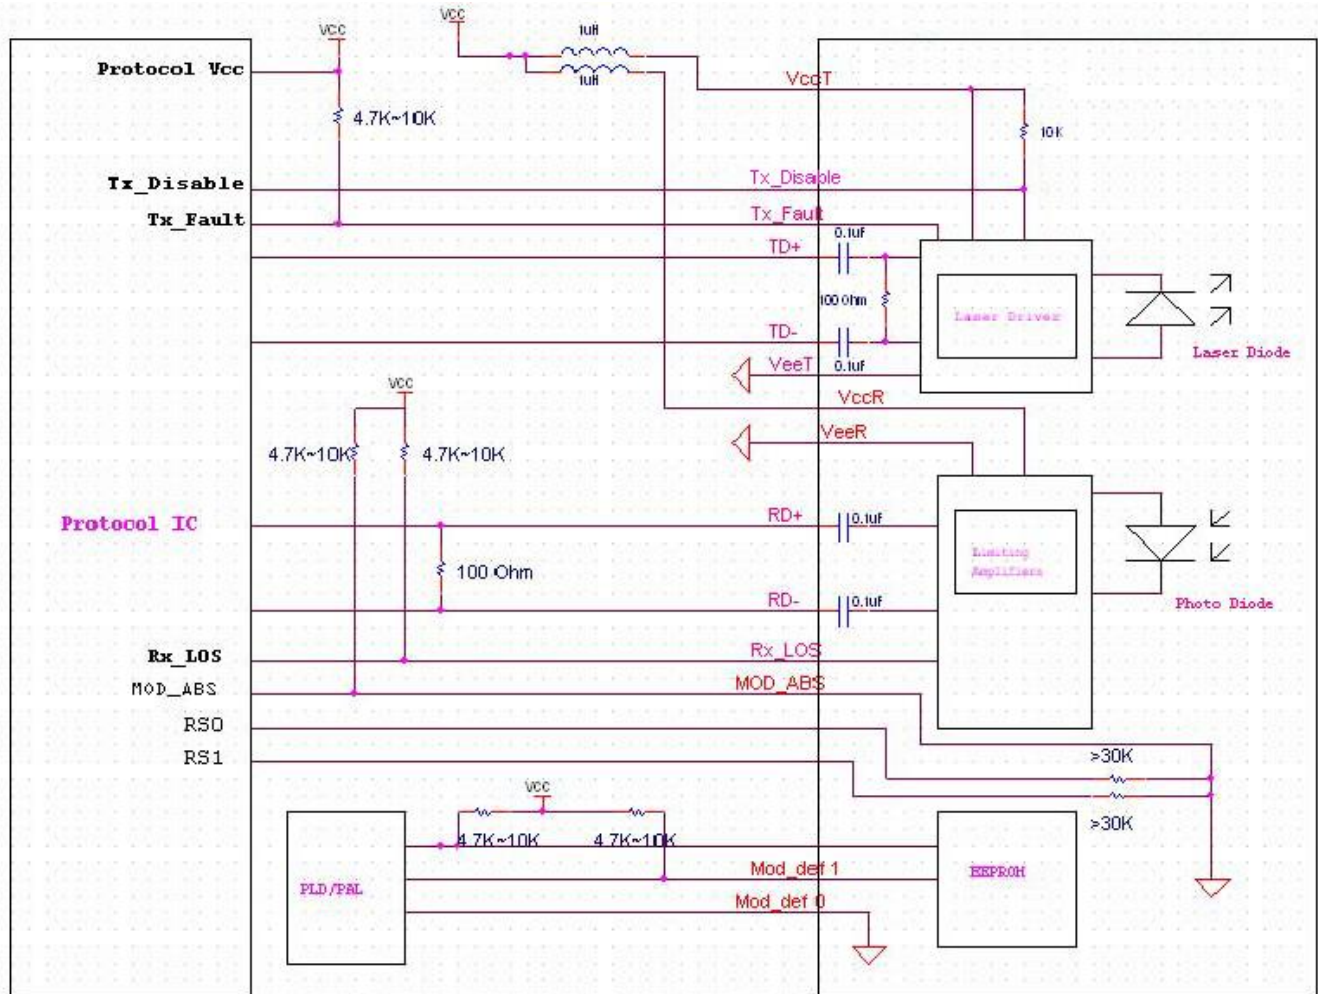 VCC
VCC
1uH
Protocol Vcc
1uH
VccT
4.7K~10K
10K
Tx_Disable
Tx_Disable
Tx_Fault
Tx_Fault
0.1uF
TD+
100 Ohm
Laser Driver
TD-
Laser Diode
VeeT
0.1uF
VCC
VccR
VeeR
4.7K~10K
4.7K~10K
Protocol IC
RD+
0.1uF
Limiting
Amplifiers
100 Ohm
RD-
0.1uF
Photo Diode
Rx_LOS
Rx_LOS
MOD_ABS
MOD_ABS
RS0
RS1
>30K
VCC
>30K
4.7K~10K
4.7K~10K
Mod_def 1
EEPROM
PLD/PAL
Mod_def 0